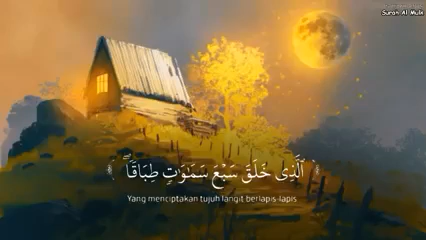 Surah Al Mulk
ٱلَّذِى خَلَقَ سَبْعَ سَمَـٰوَٰتٍ طِبَاقًا ۖ
Yang menciptakan tujuh langit berlapis-lapis